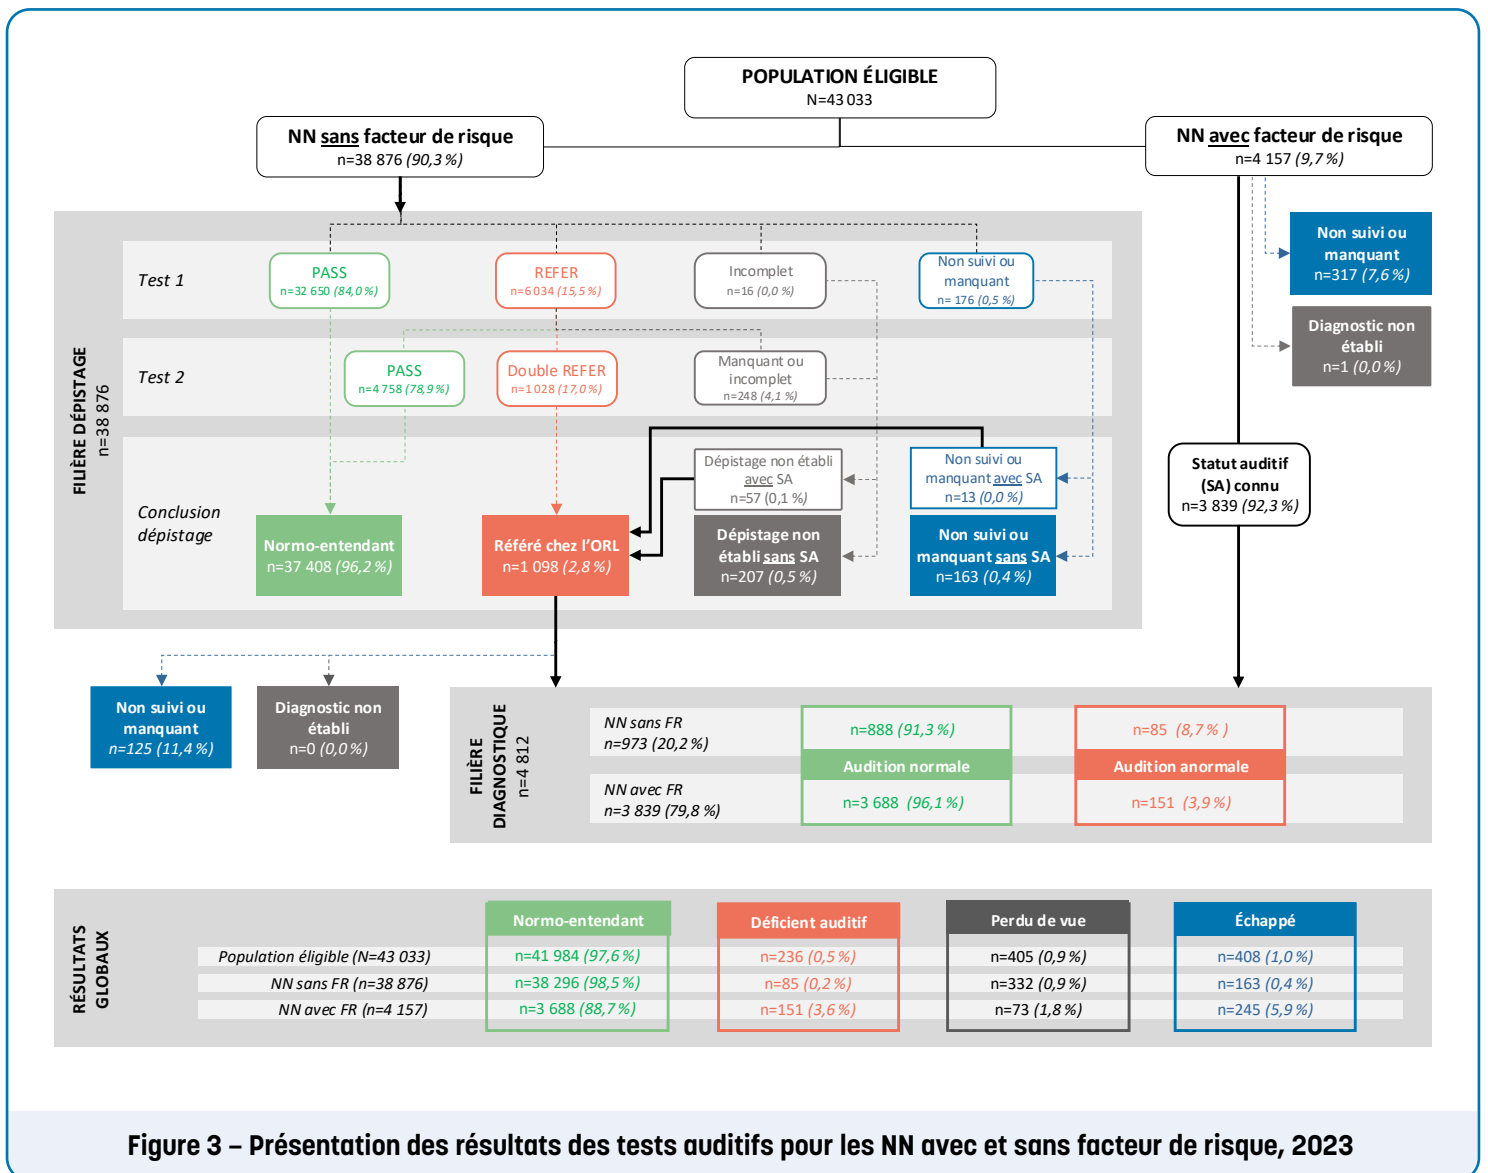 POPULATION ÉLIGIBLE
N=43 033
NN sans facteur de risque
n=38 876 (90,3 %)
NN avec facteur de risque
n=4 157 (9,7 %)
Non suivi ou
manquant
n=317 (7,6 %)
Diagnostic non
établi
n=1 (0,0 %)
FILIÈRE DÉPISTAGE
n=38 876
Test 1
PASS
n=32 650 (84,0 %)
REFER
n=6 034 (15,5 %)
Incomplet
n=16 (0,0 %)
Non suivi ou
manquant
n= 176 (0,5 %)
Test 2
PASS
n=4 758 (78,9 %)
Double REFER
n=1 028 (17,0 %)
Manquant ou
incomplet
n=248 (4,1 %)
Conclusion
dépistage
Dépistage non établi
avec SA
n=57 (0,1 %)
Non suivi ou
manquant avec SA
n=13 (0,0 %)
Normo-entendant
n=37 408 (96,2 %)
Référé chez l'ORL
n=1 098 (2,8 %)
Dépistage non
établi sans SA
n=207 (0,5 %)
Non suivi ou
manquant sans SA
n=163 (0,4 %)
Statut auditif
(SA) connu
n=3 839 (92,3 %)
Non suivi ou
manquant
n=125 (11,4 %)
Diagnostic non
établi
n=0 (0,0 %)
FILIÈRE
DIAGNOSTIQUE
n=4 812
NN sans FR
n=973 (20,2 %)
n=888 (91,3 %)
n=85 (8,7 % )
Audition normale
Audition anormale
NN avec FR
n=3 839 (79,8 %)
n=3 688 (96,1 %)
n=151 (3,9 %)
RÉSULTATS
GLOBAUX
Normo-entendant
Déficient auditif
Perdu de vue
Échappé
Population éligible (N=43 033)
n=41 984 (97,6 %)
n=236 (0,5 %)
n=405 (0,9 %)
n=408 (1,0 %)
NN sans FR (n=38 876)
n=38 296 (98,5 %)
n=85 (0,2 %)
n=332 (0,9 %)
n=163 (0,4 %)
NN avec FR (n=4 157)
n=3 688 (88,7 %)
n=151 (3,6 %)
n=73 (1,8 %)
n=245 (5,9 %)
Figure 3 – Présentation des résultats des tests auditifs pour les NN avec et sans facteur de risque, 2023